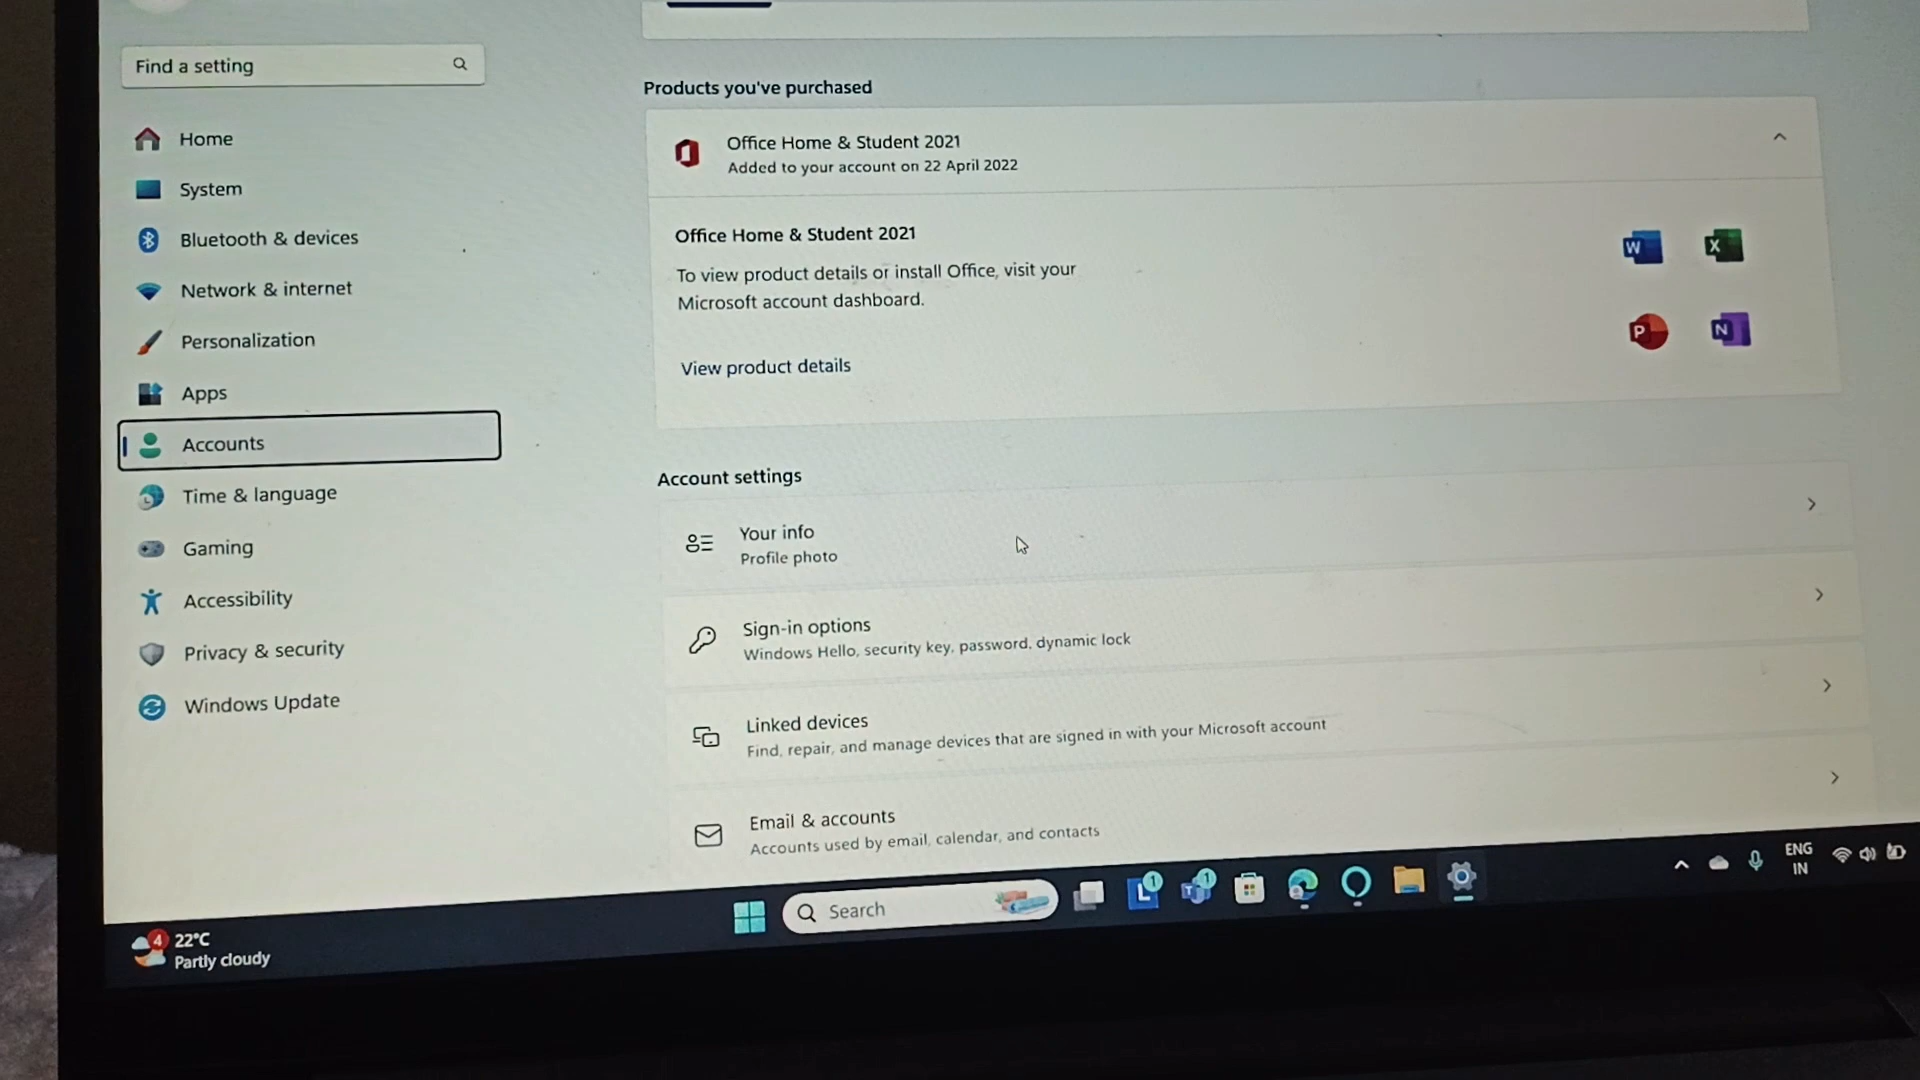 Find a setting
Home
System
Bluetooth & devices
Network & internet
Personalization
Apps
Accounts
Time & language
Gaming
Accessibility
Privacy & security
Windows Update
Products you've purchased
Office Home & Student 2021
Added to your account on 22 April 2022
Office Home & Student 2021
To view product details or install Office, visit your
Microsoft account dashboard.
View product details
W
X
P
N
Account settings
Your info
Profile photo
Sign-in options
Windows Hello, security key, password, dynamic lock
Linked devices
Find, repair, and manage devices that are signed in with your Microsoft account
Email & accounts
Accounts used by email, calendar, and contacts
4
22°C
Partly cloudy
Search
L
1
T
1
ENG
IN